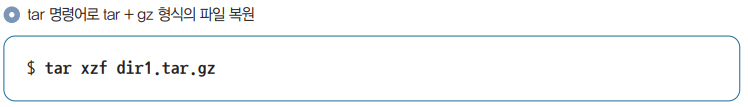 tar 명령어로 tar + gz 형식의 파일 복원
$ tar xzf dir1.tar.gz